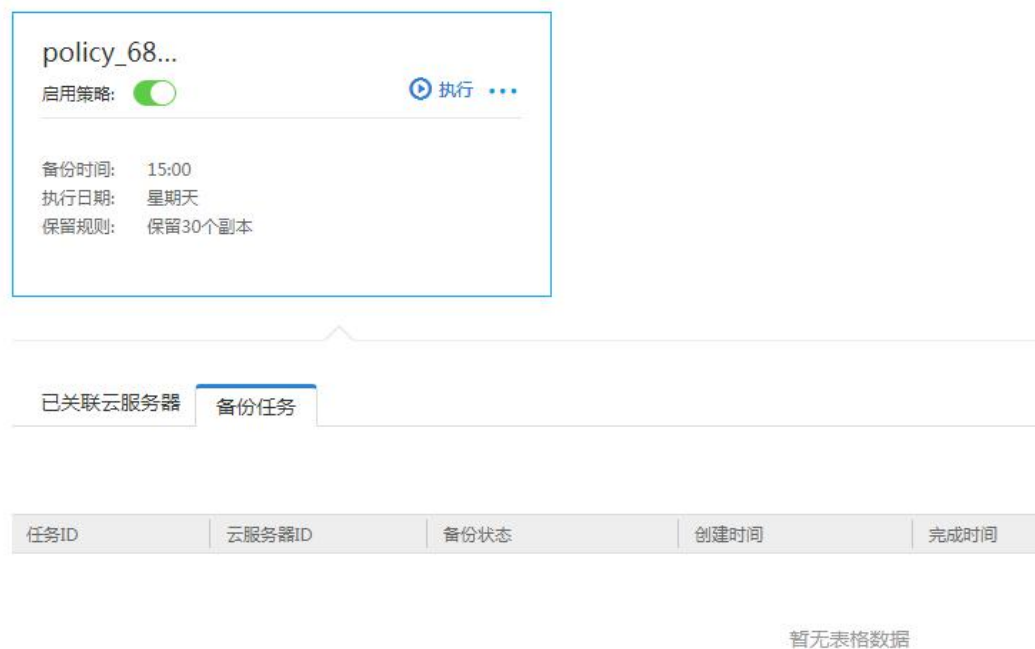 policy_68...
启用策略:
执行 ...
备份时间: 15:00
执行日期: 星期天
保留规则: 保留30个副本
已关联云服务器 备份任务
任务ID 云服务器ID 备份状态 创建时间 完成时间
暂无表格数据